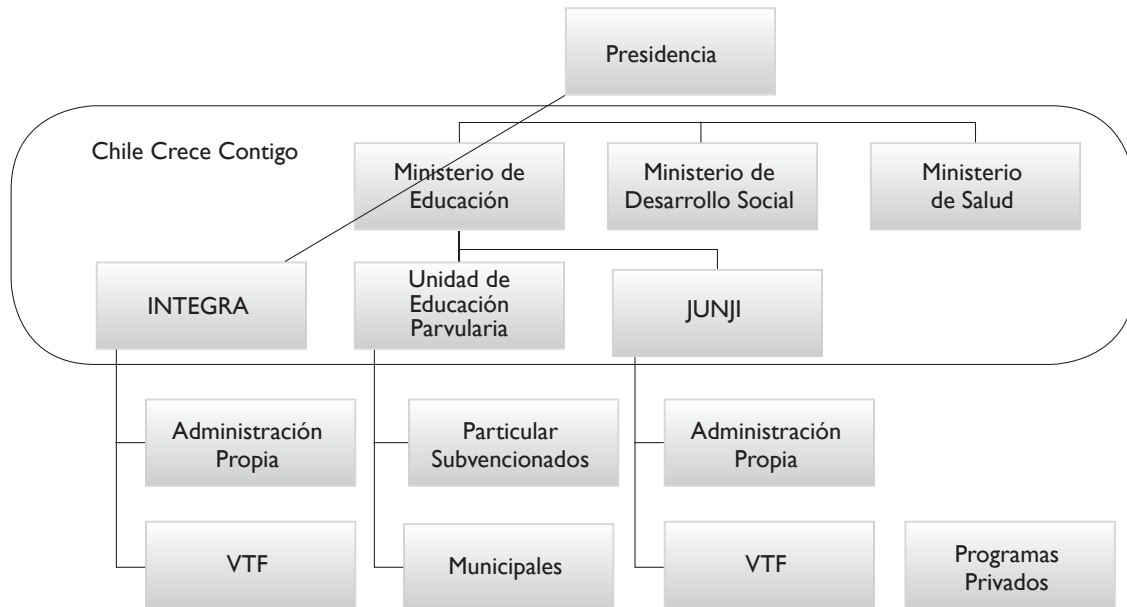 Presidencia
Chile Crece Contigo
Ministerio de
Educación
Ministerio de
Desarrollo Social
Ministerio
de Salud
INTEGRA
Unidad de
Educación
Parvularia
JUNJI
Administración
Propia
Particular
Subvencionados
Administración
Propia
VTF
Municipales
VTF
Programas
Privados